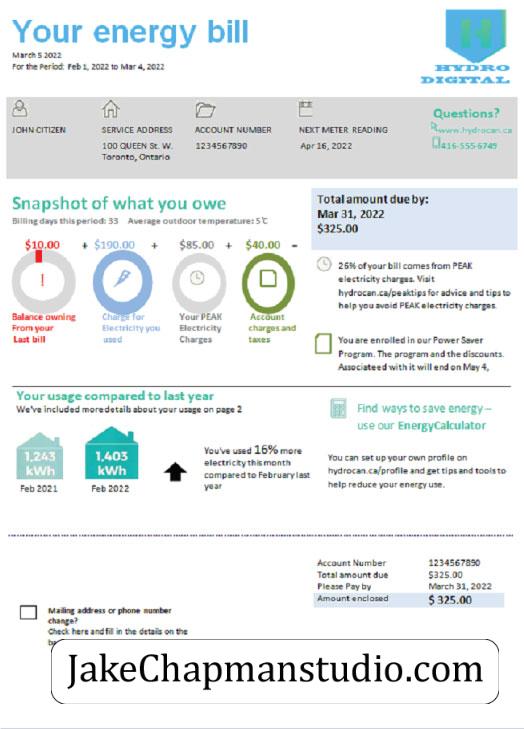 Your energy bill
March 5 2022
For the Period: Feb 1, 2022 to Mar 4, 2022
HYDRO
DIGITAL
JOHN CITIZEN
SERVICE ADDRESS
100 QUEEN St. W.
Toronto, Ontario
ACCOUNT NUMBER
1234567890
NEXT METER READING
Apr 16, 2022
Questions?
www.hydrocan.ca
416-555-6749
Snapshot of what you owe
Billing days this period: 33 Average outdoor temperature: 5℃
$10.00 + $190.00 + $85.00 + $40.00 =
Balance owning
From your
Last bill
Charge for
Electricity you
used
Your PEAK
Electricity
Charges
Account
charges and
taxes
Total amount due by:
Mar 31, 2022
$325.00
26% of your bill comes from PEAK
electricity charges. Visit
hydrocan.ca/peaktips for advice and tips to
help you avoid PEAK electricity charges.
You are enrolled in our Power Saver
Program. The program and the discounts.
Associateed with it will end on May 4,
Your usage compared to last year
We've included more details about your usage on page 2
1,243
kWh
Feb 2021
1,403
kWh
Feb 2022
You've used 16% more
electricity this month
compared to February last
year
Find ways to save energy –
use our EnergyCalculator
You can set up your own profile on
hydrocan.ca/profile and get tips and tools to
help reduce your energy use.
Account Number 1234567890
Total amount due $325.00
Please Pay by March 31, 2022
Amount enclosed $ 325.00
Mailing address or phone number
change?
Check here and fill in the details on the
JakeChapmanstudio.com